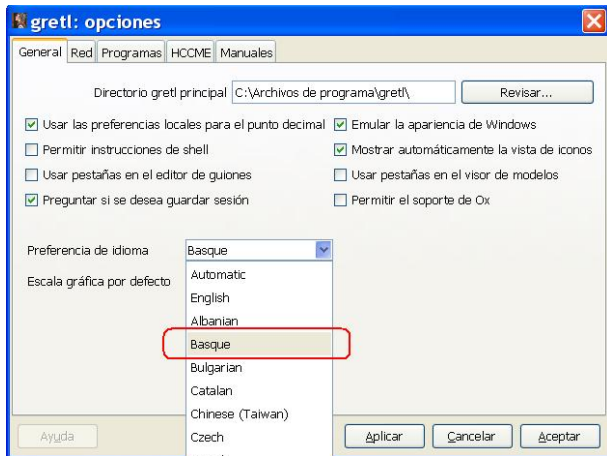 gretl: opciones
General Red Programas HCCME Manuales
Directorio gretl principal C:\Archivos de programa\gretl\ Revisar...
Usar las preferencias locales para el punto decimal Emular la apariencia de Windows
Permitir instrucciones de shell Mostrar automáticamente la vista de iconos
Usar pestañas en el editor de guiones Usar pestañas en el visor de modelos
Preguntar si se desea guardar sesión Permitir el soporte de Ox
Preferencia de idioma Basque
Escala gráfica por defecto Automatic
English
Albanian
Basque
Bulgarian
Catalan
Chinese (Taiwan)
Ayuda Czech Aplicar Cancelar Aceptar